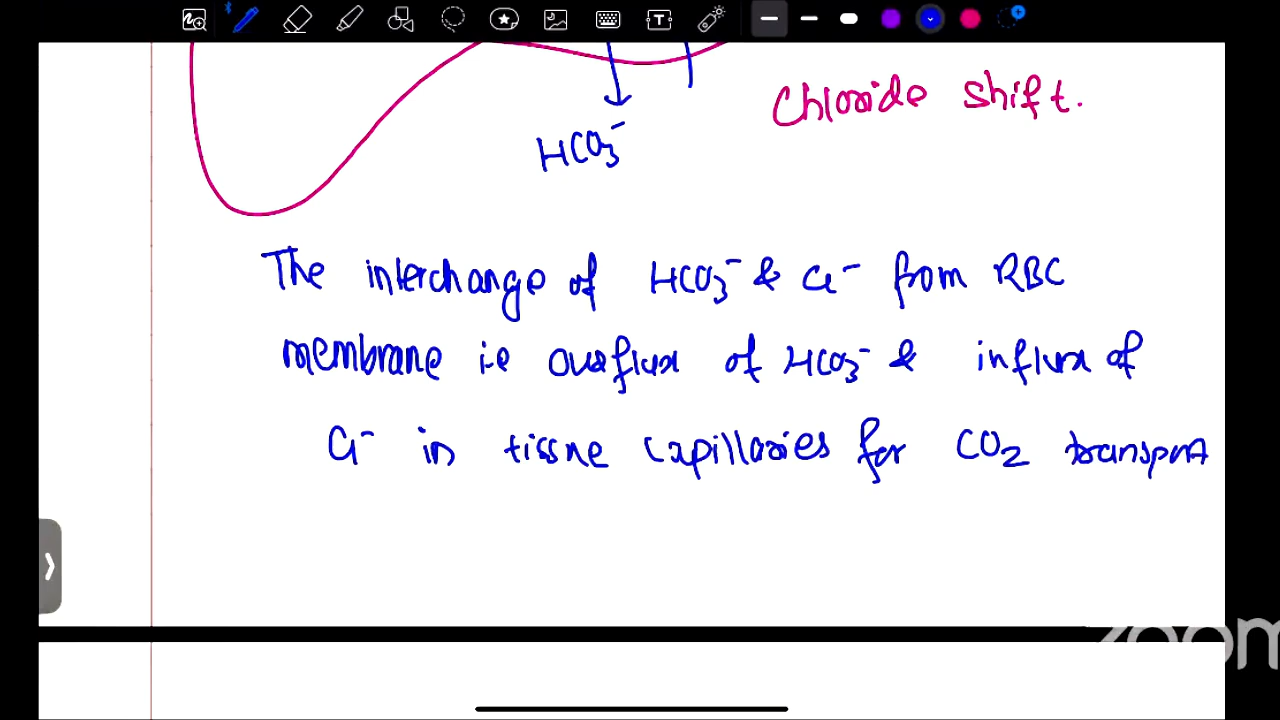 Chloride shift.
HCO3⁻
The interchange of HCO3⁻ & Cl⁻ from RBC
membrane i.e outflux of HCO3⁻ & influx of
Cl⁻ in tissue capillaries for CO2 transport
zoom